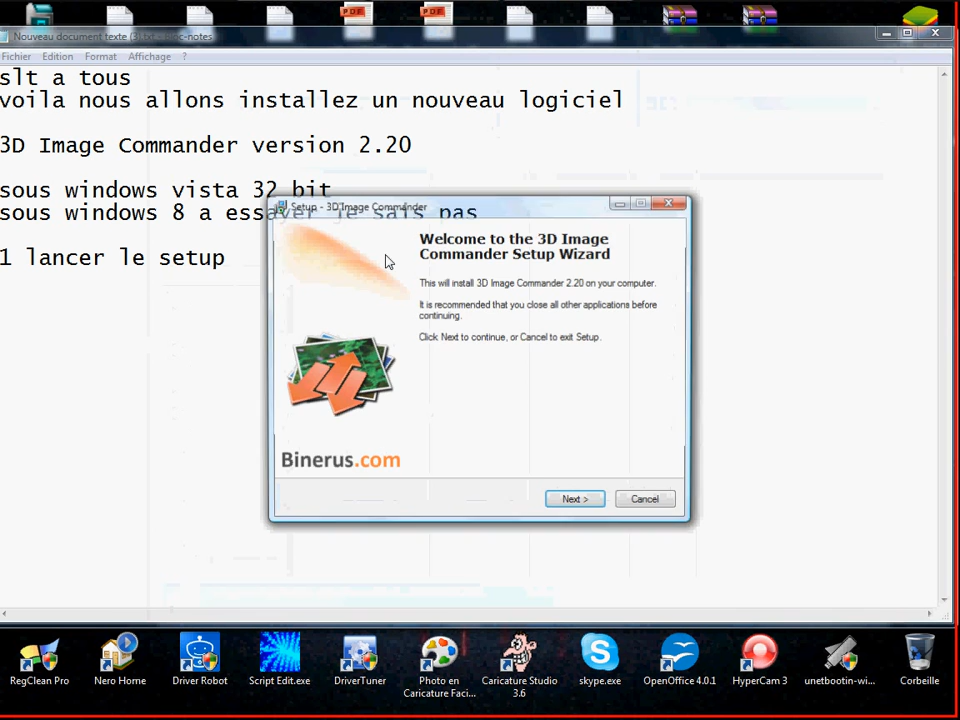 PDF
PDF
Nouveau document texte (3).txt - bloc-notes
Fichier Edition Format Affichage ?
slt a tous
voila nous allons installez un nouveau logiciel
3D Image Commander version 2.20
sous windows vista 32 bit
sous windows 8 a essayer je sais pas
1 lancer le setup
Setup - 3D Image Commander
Welcome to the 3D Image
Commander Setup Wizard
This will install 3D Image Commander 2.20 on your computer.
It is recommended that you close all other applications before
continuing.
Click Next to continue, or Cancel to exit Setup.
Binerus.com
Next >
Cancel
RegClean Pro
Nero Home
Driver Robot
Script Edit.exe
DriverTuner
Photo en
Caricature Faci...
Caricature Studio
3.6
skype.exe
OpenOffice 4.0.1
HyperCam 3
unetbootin-wi...
Corbeille